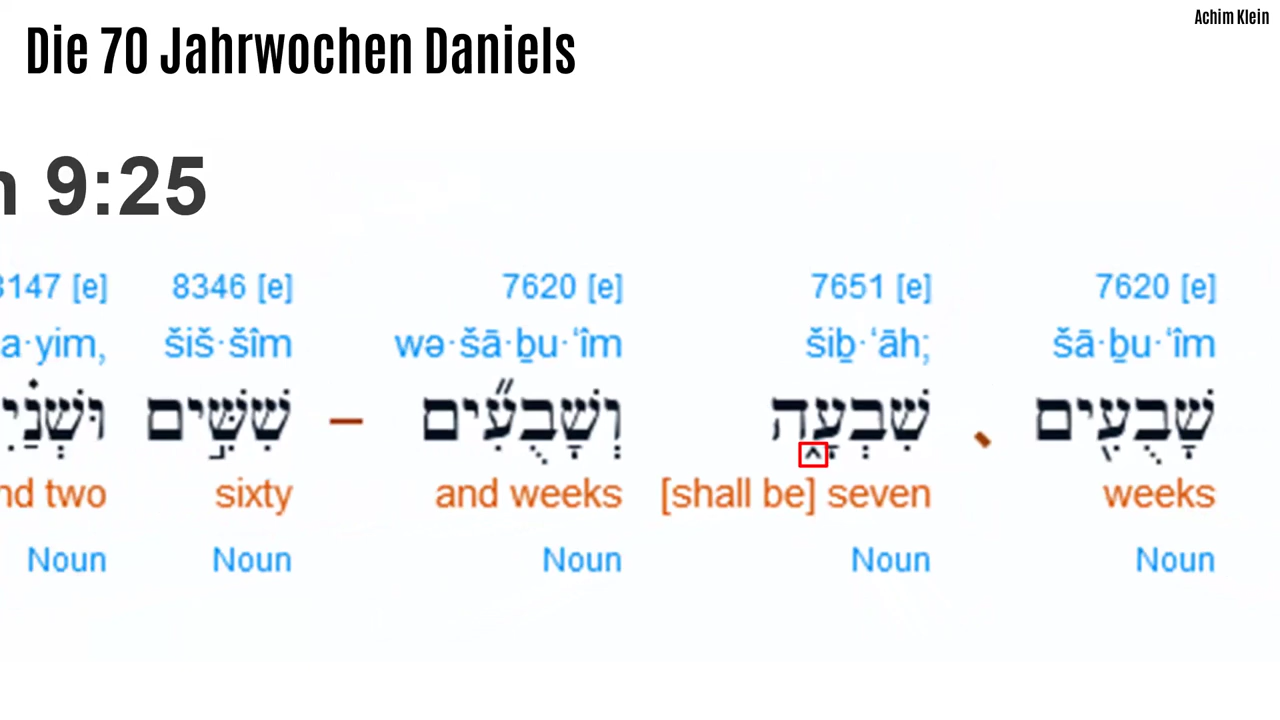 Achim Klein
Die 70 Jahrwochen Daniels
9:25
3147 [e] 8346 [e] 7620 [e] 7651 [e] 7620 [e]
a·yim, šiš·šîm wə·šā·ḇu·‘îm šiḇ·‘āh; šā·ḇu·‘îm
שָׁבֻעִ֖ים שִׁבְעָ֑ה וְשָׁבֻעִ֞ים שִׁשִּׁ֣ים וּשְׁנַ֗יִ
nd two sixty – and weeks [shall be] seven weeks
Noun Noun Noun Noun Noun